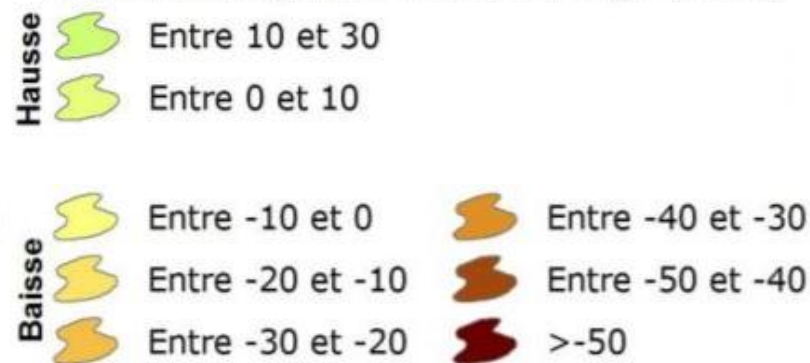 Hausse
Entre 10 et 30
Entre 0 et 10
Baisse
Entre -10 et 0
Entre -20 et -10
Entre -30 et -20
Entre -40 et -30
Entre -50 et -40
>-50